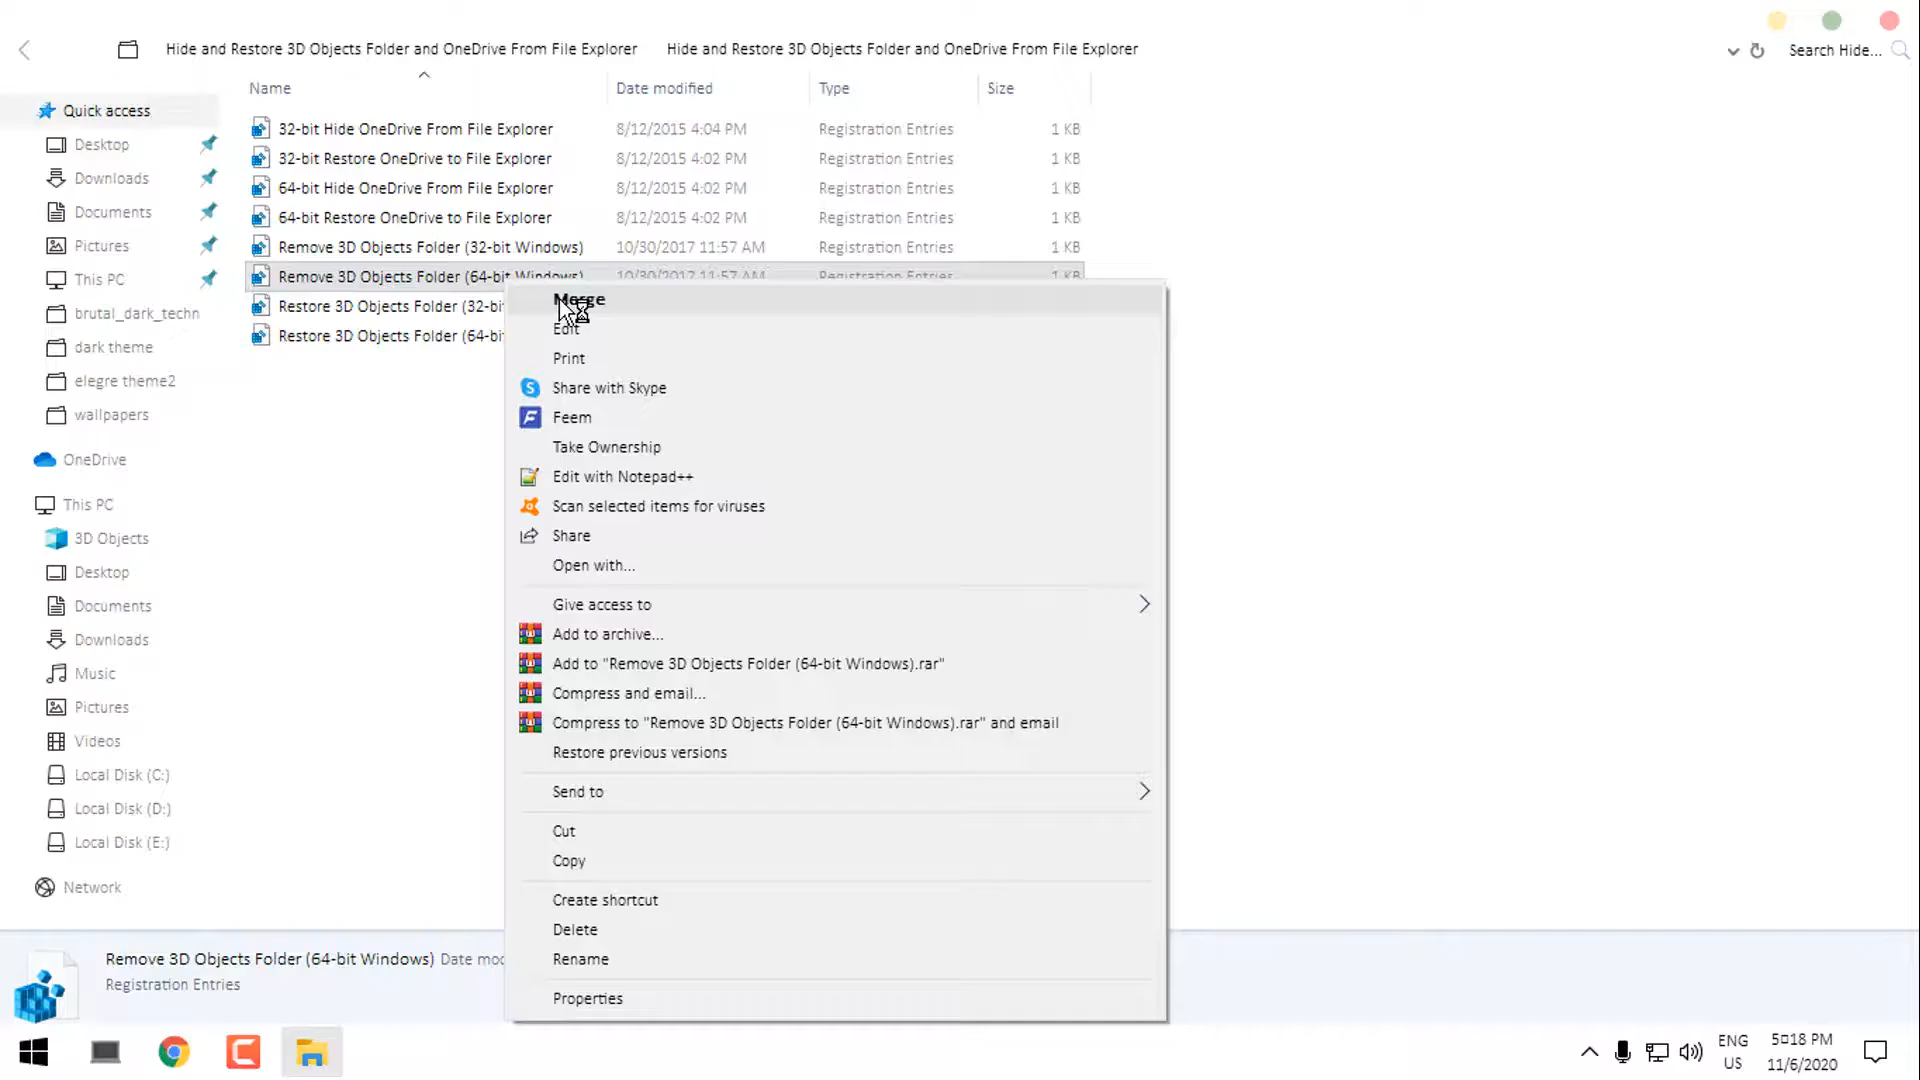 Hide and Restore 3D Objects Folder and OneDrive From File Explorer Hide and Restore 3D Objects Folder and OneDrive From File Explorer Search Hide...
Name Date modified Type Size
Quick access
Desktop
Downloads
Documents
Pictures
This PC
brutal_dark_techn
dark theme
elegre theme2
wallpapers
OneDrive
This PC
3D Objects
Desktop
Documents
Downloads
Music
Pictures
Videos
Local Disk (C:)
Local Disk (D:)
Local Disk (E:)
Network
32-bit Hide OneDrive From File Explorer 8/12/2015 4:04 PM Registration Entries 1 KB
32-bit Restore OneDrive to File Explorer 8/12/2015 4:02 PM Registration Entries 1 KB
64-bit Hide OneDrive From File Explorer 8/12/2015 4:02 PM Registration Entries 1 KB
64-bit Restore OneDrive to File Explorer 8/12/2015 4:02 PM Registration Entries 1 KB
Remove 3D Objects Folder (32-bit Windows) 10/30/2017 11:57 AM Registration Entries 1 KB
Remove 3D Objects Folder (64-bit Windows) 10/30/2017 11:57 AM Registration Entries 1 KB
Restore 3D Objects Folder (32-bi
Restore 3D Objects Folder (64-bi
Merge
Edit
Print
Share with Skype
Feem
Take Ownership
Edit with Notepad++
Scan selected items for viruses
Share
Open with...
Give access to
Add to archive...
Add to "Remove 3D Objects Folder (64-bit Windows).rar"
Compress and email...
Compress to "Remove 3D Objects Folder (64-bit Windows).rar" and email
Restore previous versions
Send to
Cut
Copy
Create shortcut
Delete
Rename
Properties
Remove 3D Objects Folder (64-bit Windows) Date moc
Registration Entries
ENG
US
5□18 PM
11/6/2020